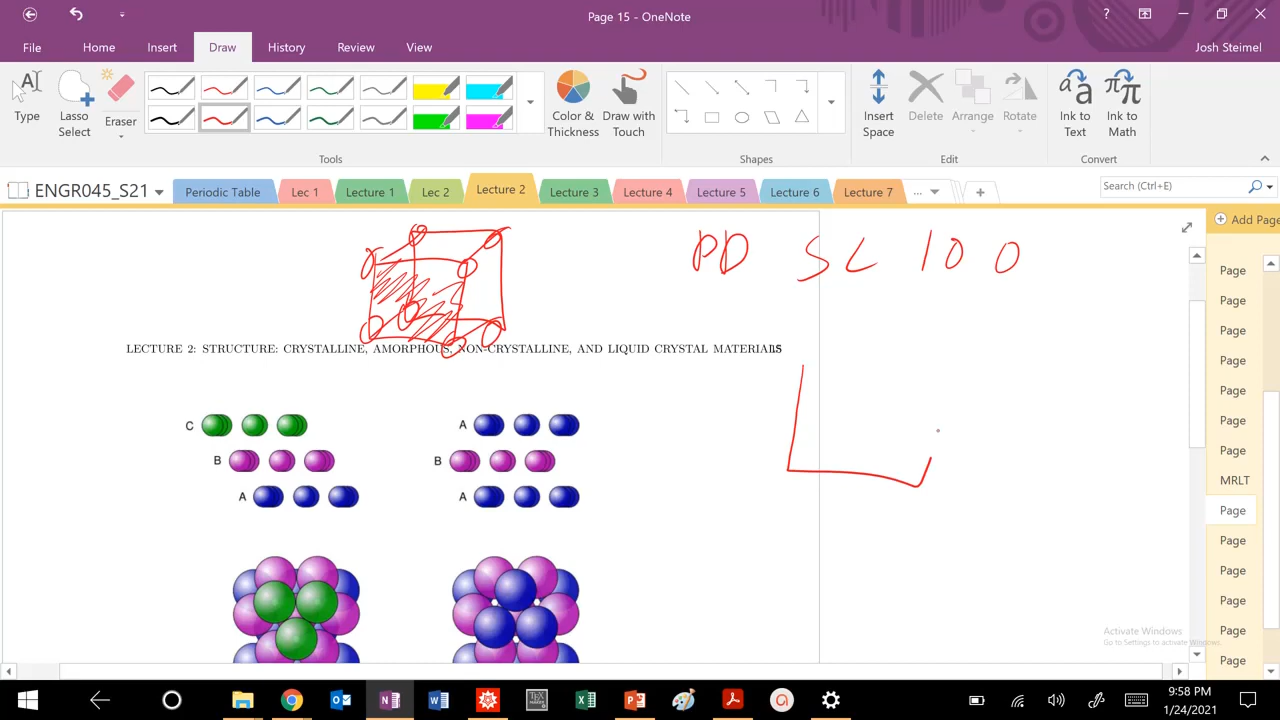 Page 15 - OneNote
File Home Insert Draw History Review View Josh Steimel
Type Lasso Select Eraser Color & Thickness Draw with Touch Insert Space Delete Arrange Rotate Ink to Text Ink to Math
Tools Shapes Edit Convert
ENGR045_S21 Periodic Table Lec 1 Lecture 1 Lec 2 Lecture 2 Lecture 3 Lecture 4 Lecture 5 Lecture 6 Lecture 7 ... Search (Ctrl+E)
Add Page
PD SC 100
Page
Page
Page
LECTURE 2: STRUCTURE: CRYSTALLINE, AMORPHOUS, NON-CRYSTALLINE, AND LIQUID CRYSTAL MATERIALS
Page
Page
C A
Page
Page
B B
MRLT
A A
Page
Page
Page
Page
Page
Activate Windows
Go to Settings to activate Windows.
Page
9:58 PM
1/24/2021